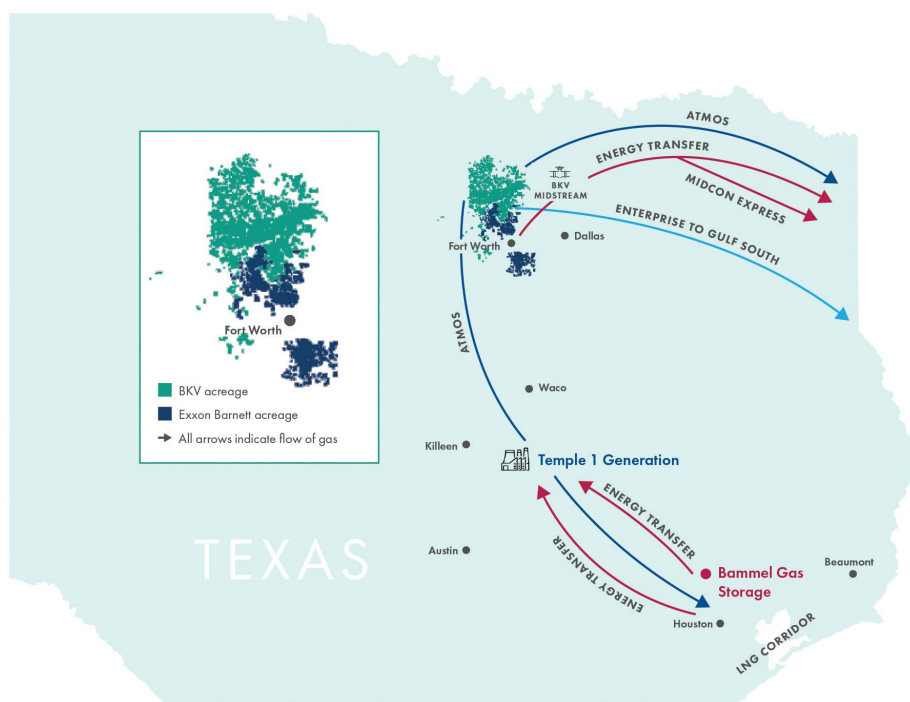 ATMOS
ENERGY TRANSFER
MIDCON EXPRESS
BKV
MIDSTREAM
ENTERPRISE TO GULF SOUTH
Fort Worth
Dallas
ATMOS
Fort Worth
BKV acreage
Exxon Barnett acreage
All arrows indicate flow of gas
Waco
Killeen
Temple 1 Generation
ENERGY TRANSFER
ENERGY TRANSFER
TEXAS
Austin
Bammel Gas
Storage
Beaumont
Houston
LNG CORRIDOR